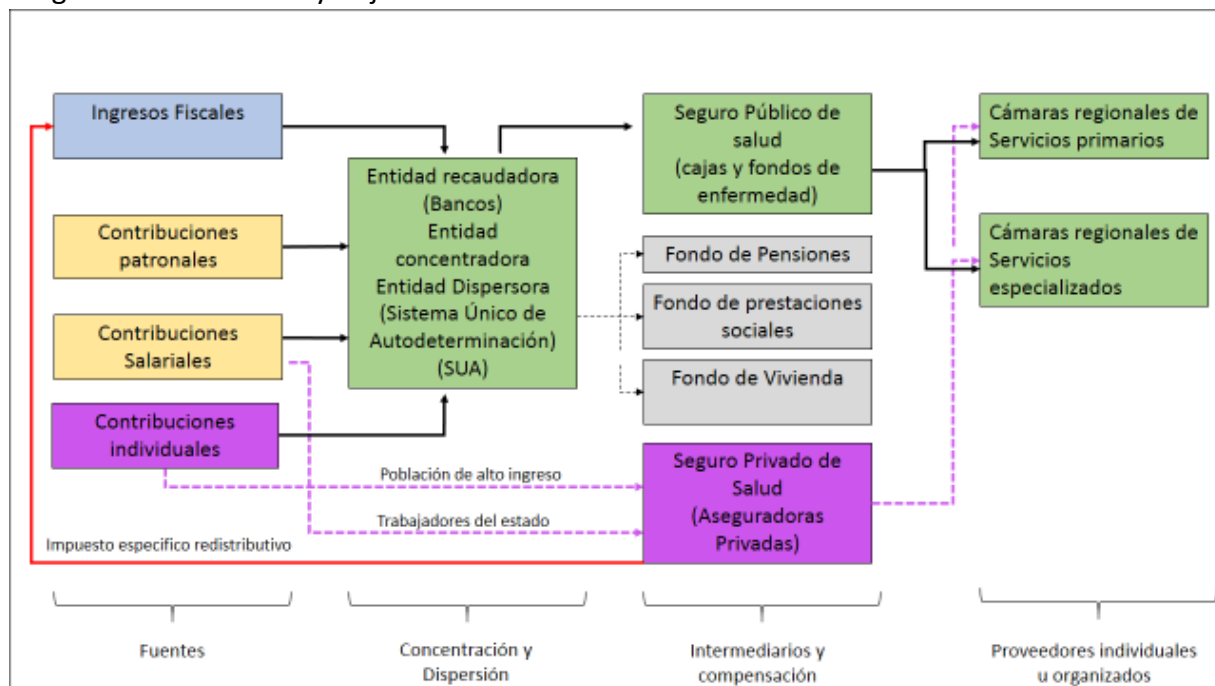 Ingresos Fiscales
Contribuciones
patronales
Contribuciones
Salariales
Contribuciones
individuales
Entidad recaudadora
(Bancos)
Entidad
concentradora
Entidad Dispersora
(Sistema Único de
Autodeterminación)
(SUA)
Seguro Público de
salud
(cajas y fondos de
enfermedad)
Fondo de Pensiones
Fondo de prestaciones
sociales
Fondo de Vivienda
Seguro Privado de
Salud
(Aseguradoras
Privadas)
Cámaras regionales de
Servicios primarios
Cámaras regionales de
Servicios
especializados
Población de alto ingreso
Trabajadores del estado
Impuesto especifico redistributivo
Fuentes
Concentración y
Dispersión
Intermediarios y
compensación
Proveedores individuales
u organizados